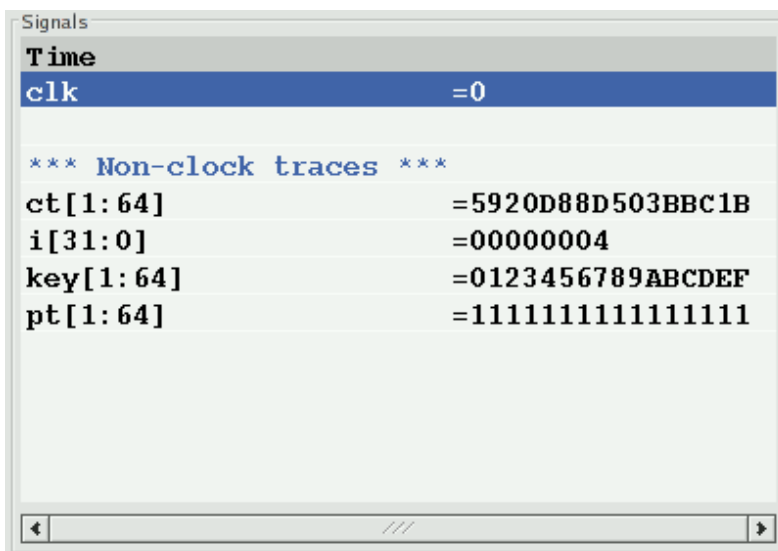 Signals
Time
clk =0
*** Non-clock traces ***
ct[1:64] =5920D88D503BBC1B
i[31:0] =00000004
key[1:64] =0123456789ABCDEF
pt[1:64] =1111111111111111